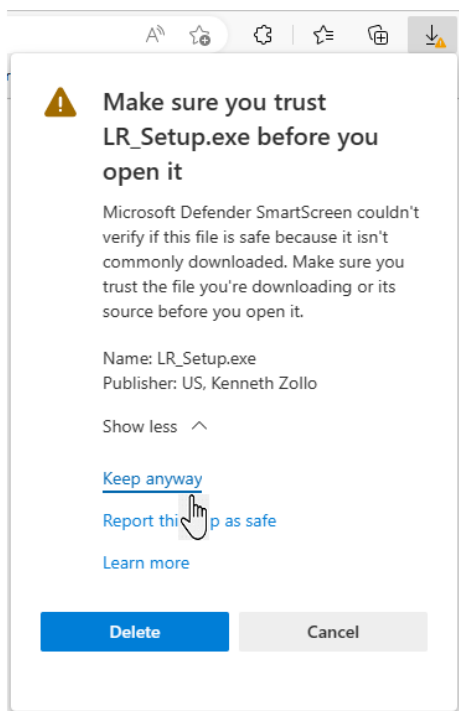 Make sure you trust
LR_Setup.exe before you
open it
Microsoft Defender SmartScreen couldn't
verify if this file is safe because it isn't
commonly downloaded. Make sure you
trust the file you're downloading or its
source before you open it.
Name: LR_Setup.exe
Publisher: US, Kenneth Zollo
Show less
Keep anyway
Report thi p as safe
Learn more
Delete Cancel